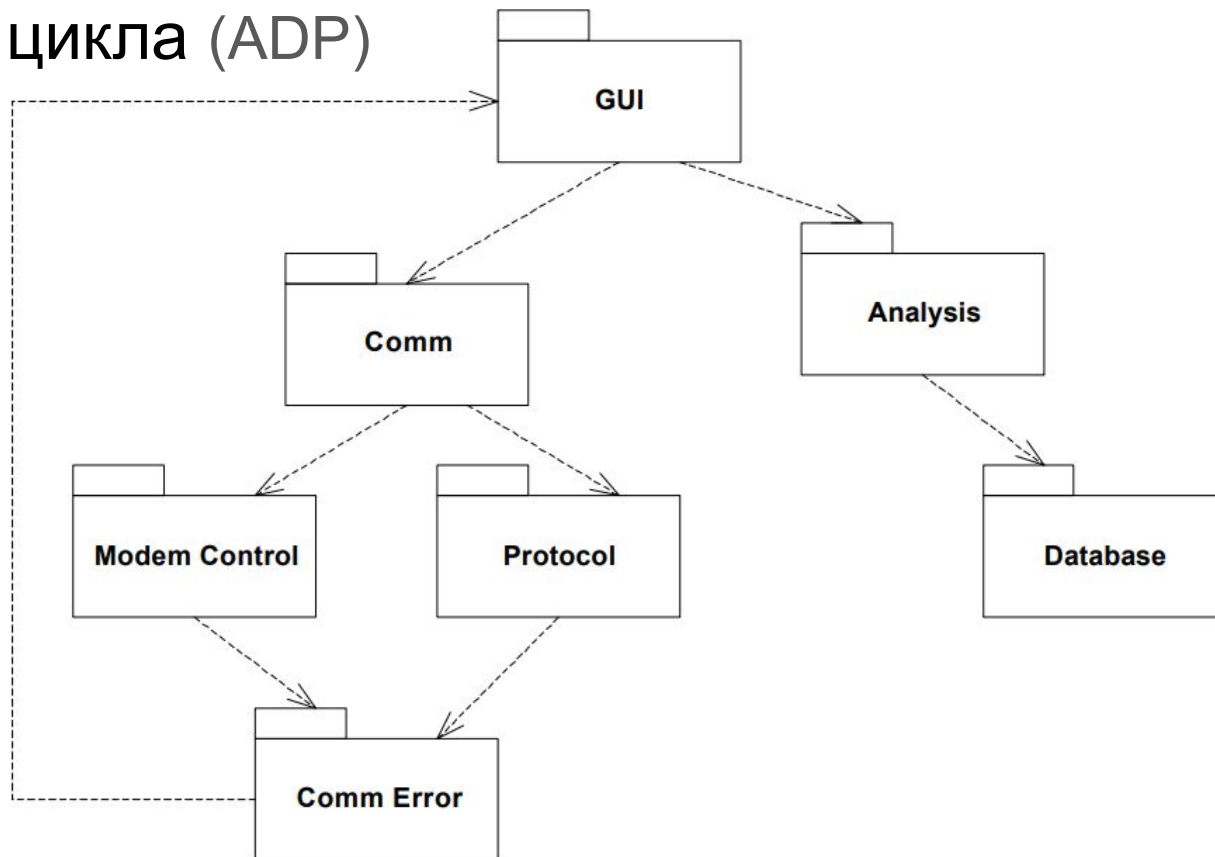 цикла (ADP)
GUI
Comm
Analysis
Modem Control
Protocol
Database
Comm Error